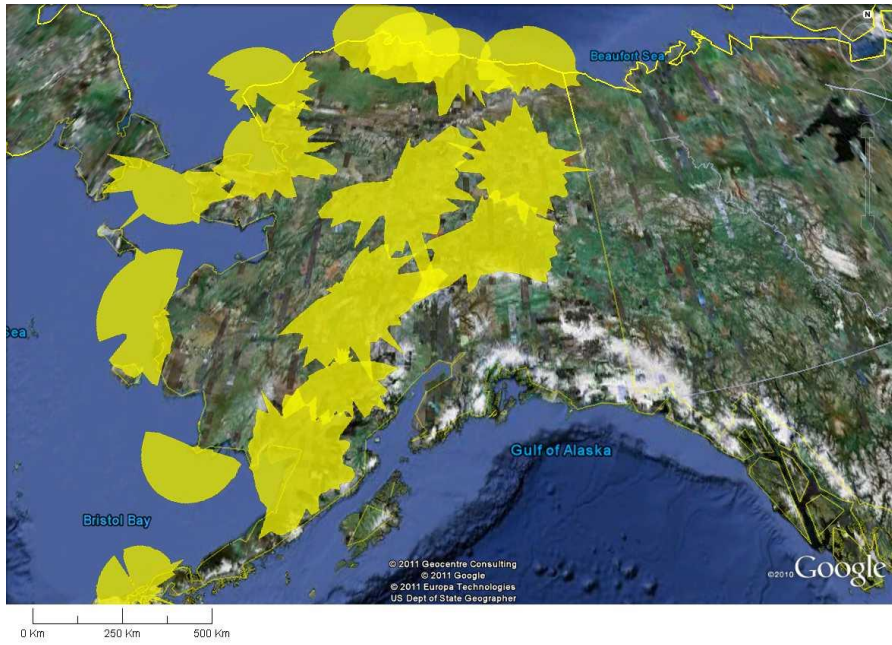 N
Beaufort Sea
ea
Gulf of Alaska
Bristol Bay
© 2011 Geocentre Consulting
© 2011 Google
© 2011 Europa Technologies
US Dept of State Geographer
©2010 Google
0 Km 250 Km 500 Km